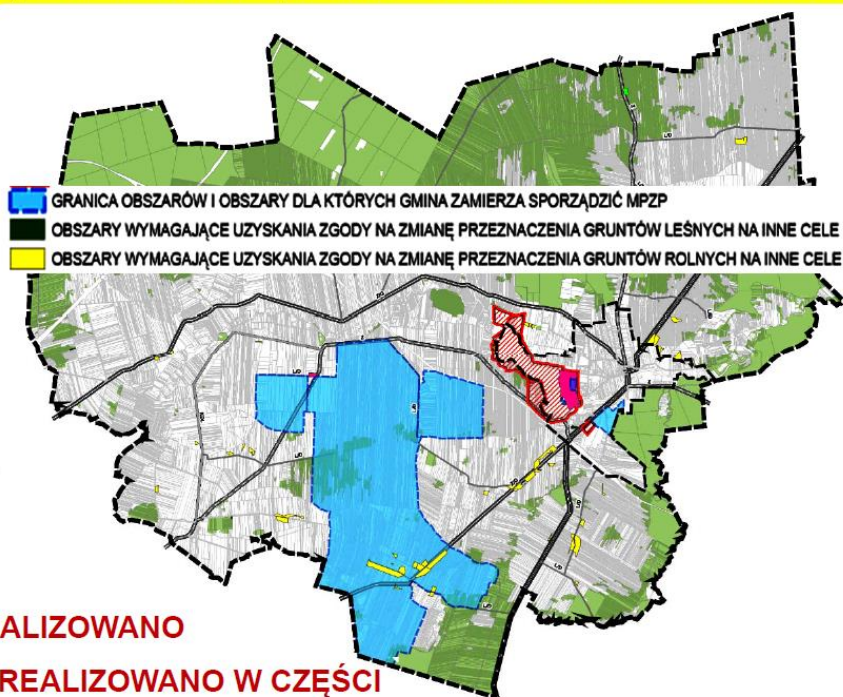 GRANICA OBSZARÓW I OBSZARY DLA KTÓRYCH GMINA ZAMIERZA SPORZĄDZIĆ MPZP
OBSZARY WYMAGAJĄCE UZYSKANIA ZGODY NA ZMIANĘ PRZEZNACZENIA GRUNTÓW LEŚNYCH NA INNE CELE
OBSZARY WYMAGAJĄCE UZYSKANIA ZGODY NA ZMIANĘ PRZEZNACZENIA GRUNTÓW ROLNYCH NA INNE CELE
ALIZOWANO
REALIZOWANO W CZĘŚCI